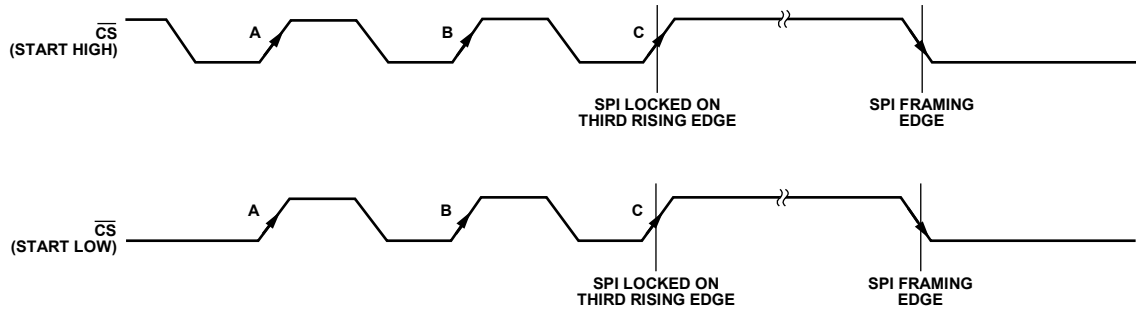 CS
(START HIGH)
A
B
C
SPI LOCKED ON
THIRD RISING EDGE
SPI FRAMING
EDGE
CS
(START LOW)
A
B
C
SPI LOCKED ON
THIRD RISING EDGE
SPI FRAMING
EDGE